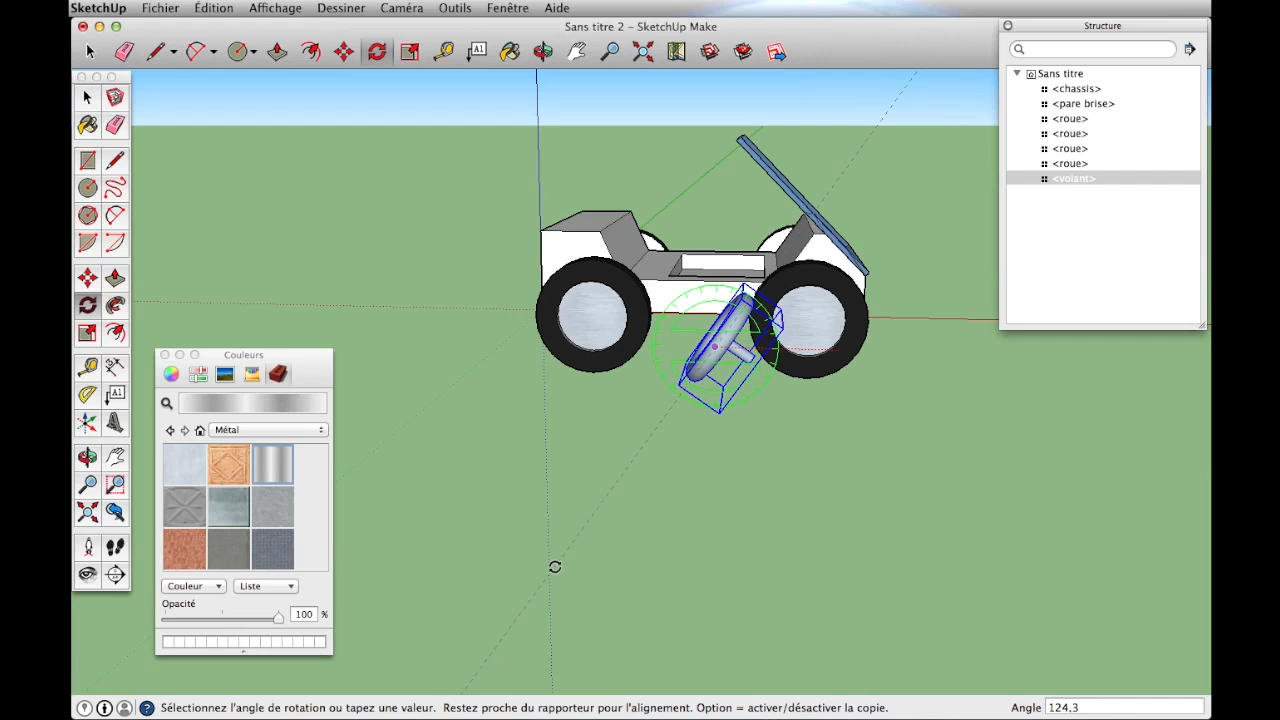 SketchUp Fichier Édition Affichage Dessiner Caméra Outils Fenêtre Aide
Sans titre 2 – SketchUp Make
A1
Structure
Sans titre
<chassis>
<pare brise>
<roue>
<roue>
<roue>
<roue>
<volant>
A1
Couleurs
Métal
Couleur Liste
Opacité
100 %
Sélectionnez l'angle de rotation ou tapez une valeur. Restez proche du rapporteur pour l'alignement. Option = activer/désactiver la copie. Angle 124,3